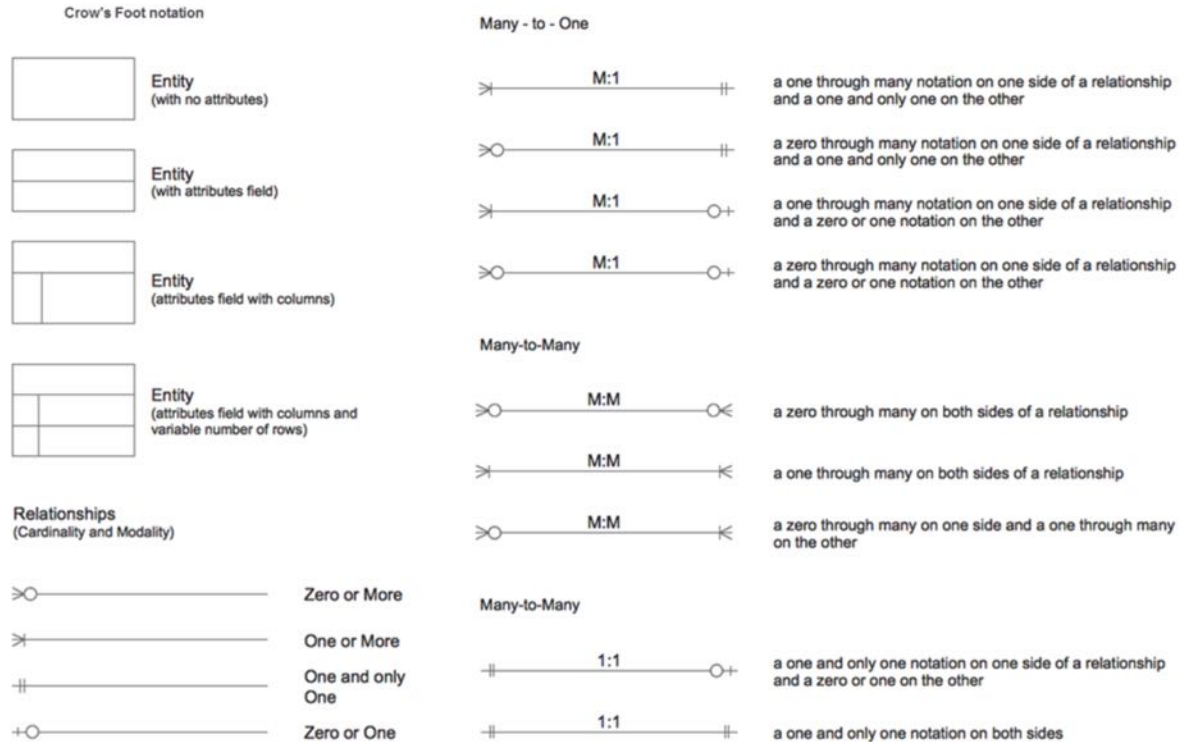 Crow's Foot notation
Entity
(with no attributes)
Entity
(with attributes field)
Entity
(attributes field with columns)
Entity
(attributes field with columns and
variable number of rows)
Relationships
(Cardinality and Modality)
Zero or More
One or More
One and only
One
Zero or One
Many - to - One
M:1
a one through many notation on one side of a relationship
and a one and only one on the other
M:1
a zero through many notation on one side of a relationship
and a one and only one on the other
M:1
a one through many notation on one side of a relationship
and a zero or one notation on the other
M:1
a zero through many notation on one side of a relationship
and a zero or one notation on the other
Many-to-Many
M:M
a zero through many on both sides of a relationship
M:M
a one through many on both sides of a relationship
M:M
a zero through many on one side and a one through many
on the other
Many-to-Many
1:1
a one and only one notation on one side of a relationship
and a zero or one on the other
1:1
a one and only one notation on both sides